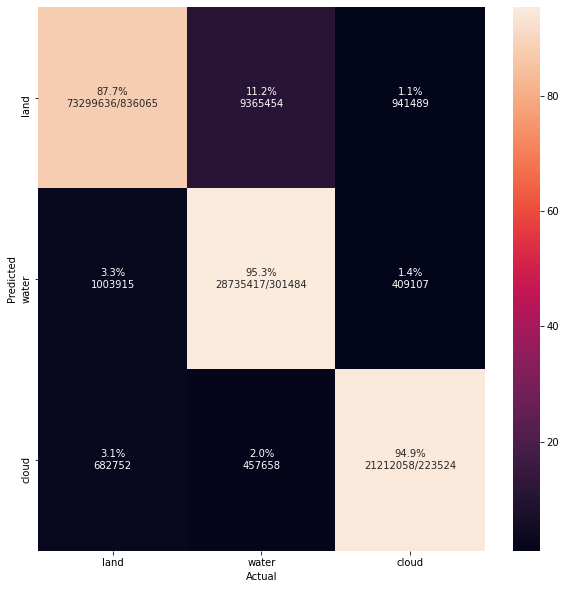 87.7%
73299636/836065
11.2%
9365454
1.1%
941489
land
3.3%
1003915
95.3%
28735417/301484
1.4%
409107
water
Predicted
3.1%
682752
2.0%
457658
94.9%
21212058/223524
cloud
land
water
cloud
Actual
80
60
40
20